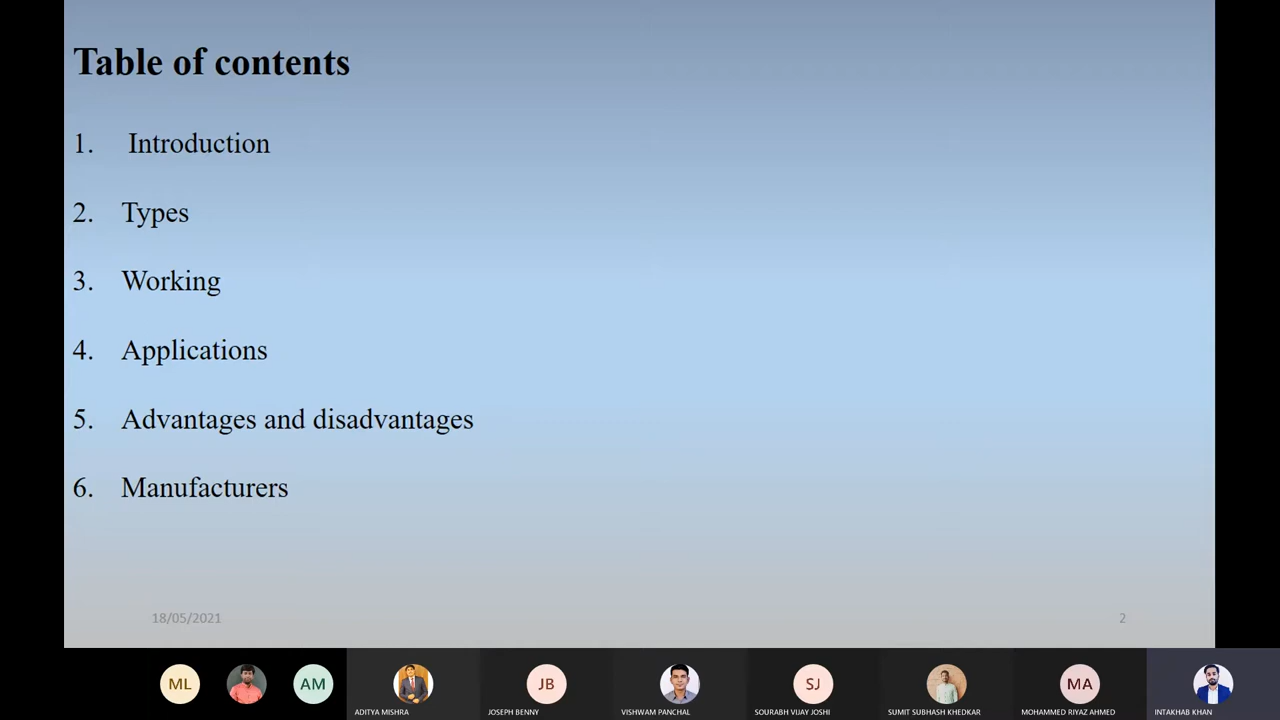 Table of contents
1. Introduction
2. Types
3. Working
4. Applications
5. Advantages and disadvantages
6. Manufacturers
18/05/2021
2
ML
AM
JB
SJ
MA
ADITYA MISHRA
JOSEPH BENNY
VISHWAM PANCHAL
SOURABH VIJAY JOSHI
SUMIT SUBHASH KHEDKAR
MOHAMMED RIYAZ AHMED
INTAKHAB KHAN